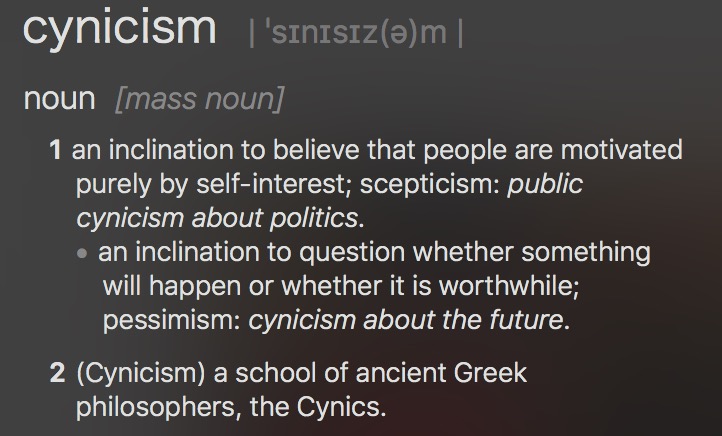 cynicism | ˈsɪnɪsɪz(ə)m |
noun [mass noun]
1 an inclination to believe that people are motivated
purely by self-interest; scepticism: public
cynicism about politics.
• an inclination to question whether something
will happen or whether it is worthwhile;
pessimism: cynicism about the future.
2 (Cynicism) a school of ancient Greek
philosophers, the Cynics.